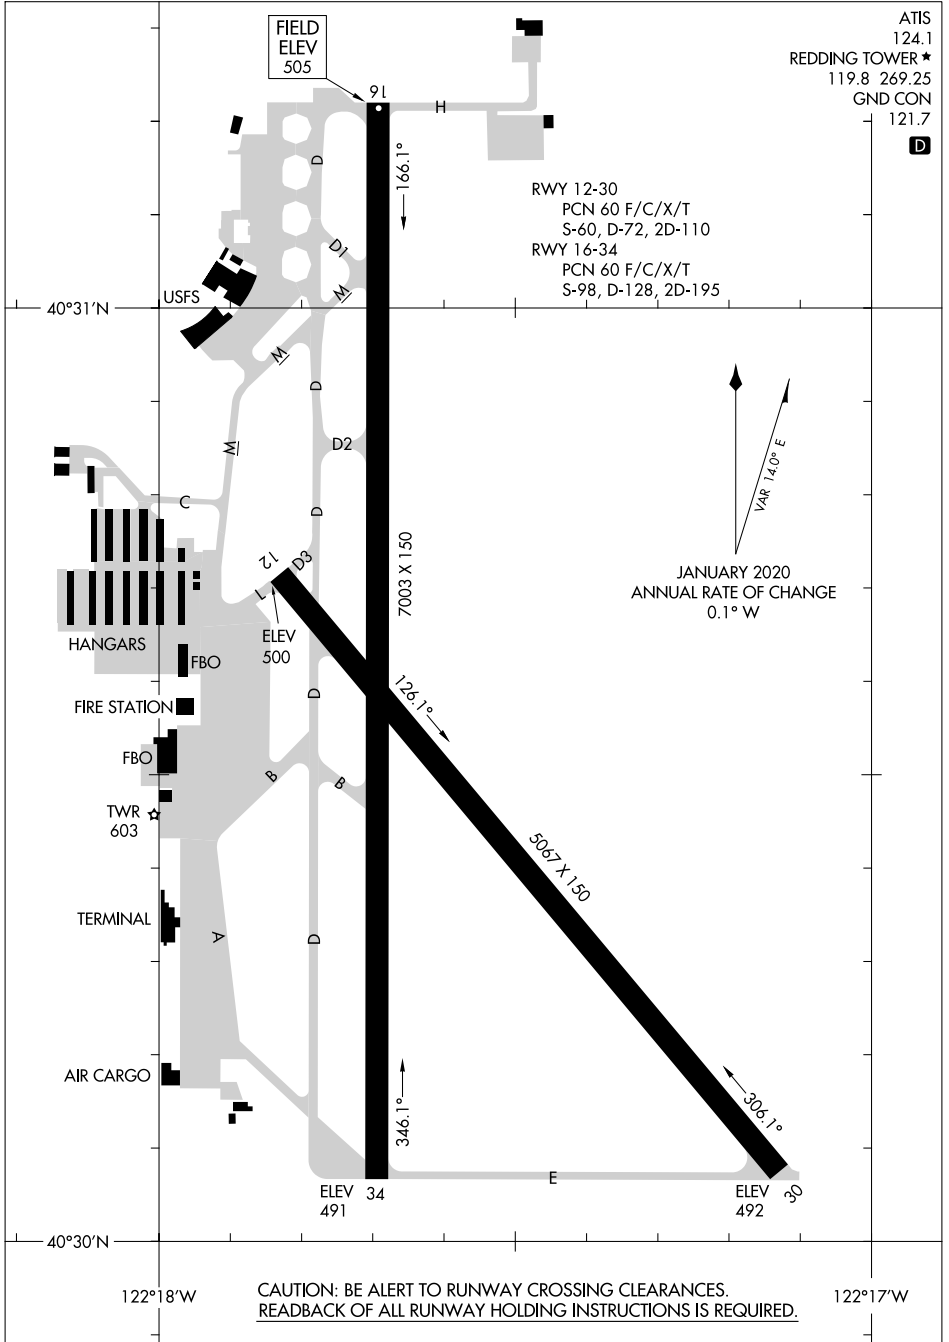 FIELD
ELEV
505
ATIS
124.1
REDDING TOWER ★
119.8 269.25
GND CON
121.7
D
16
H
D
166.1°
RWY 12-30
PCN 60 F/C/X/T
S-60, D-72, 2D-110
RWY 16-34
PCN 60 F/C/X/T
S-98, D-128, 2D-195
D1
M
USFS
40°31'N
M
D
D2
VAR 14.0° E
M
C
D
7003 X 150
12
D3
L
JANUARY 2020
ANNUAL RATE OF CHANGE
0.1° W
ELEV
500
HANGARS
FBO
D
126.1°
FIRE STATION
FBO
B
B
TWR
603
5067 X 150
TERMINAL
A
D
AIR CARGO
346.1°
306.1°
E
ELEV
491
34
ELEV
492
30
40°30'N
122°18'W
122°17'W
CAUTION: BE ALERT TO RUNWAY CROSSING CLEARANCES.
READBACK OF ALL RUNWAY HOLDING INSTRUCTIONS IS REQUIRED.